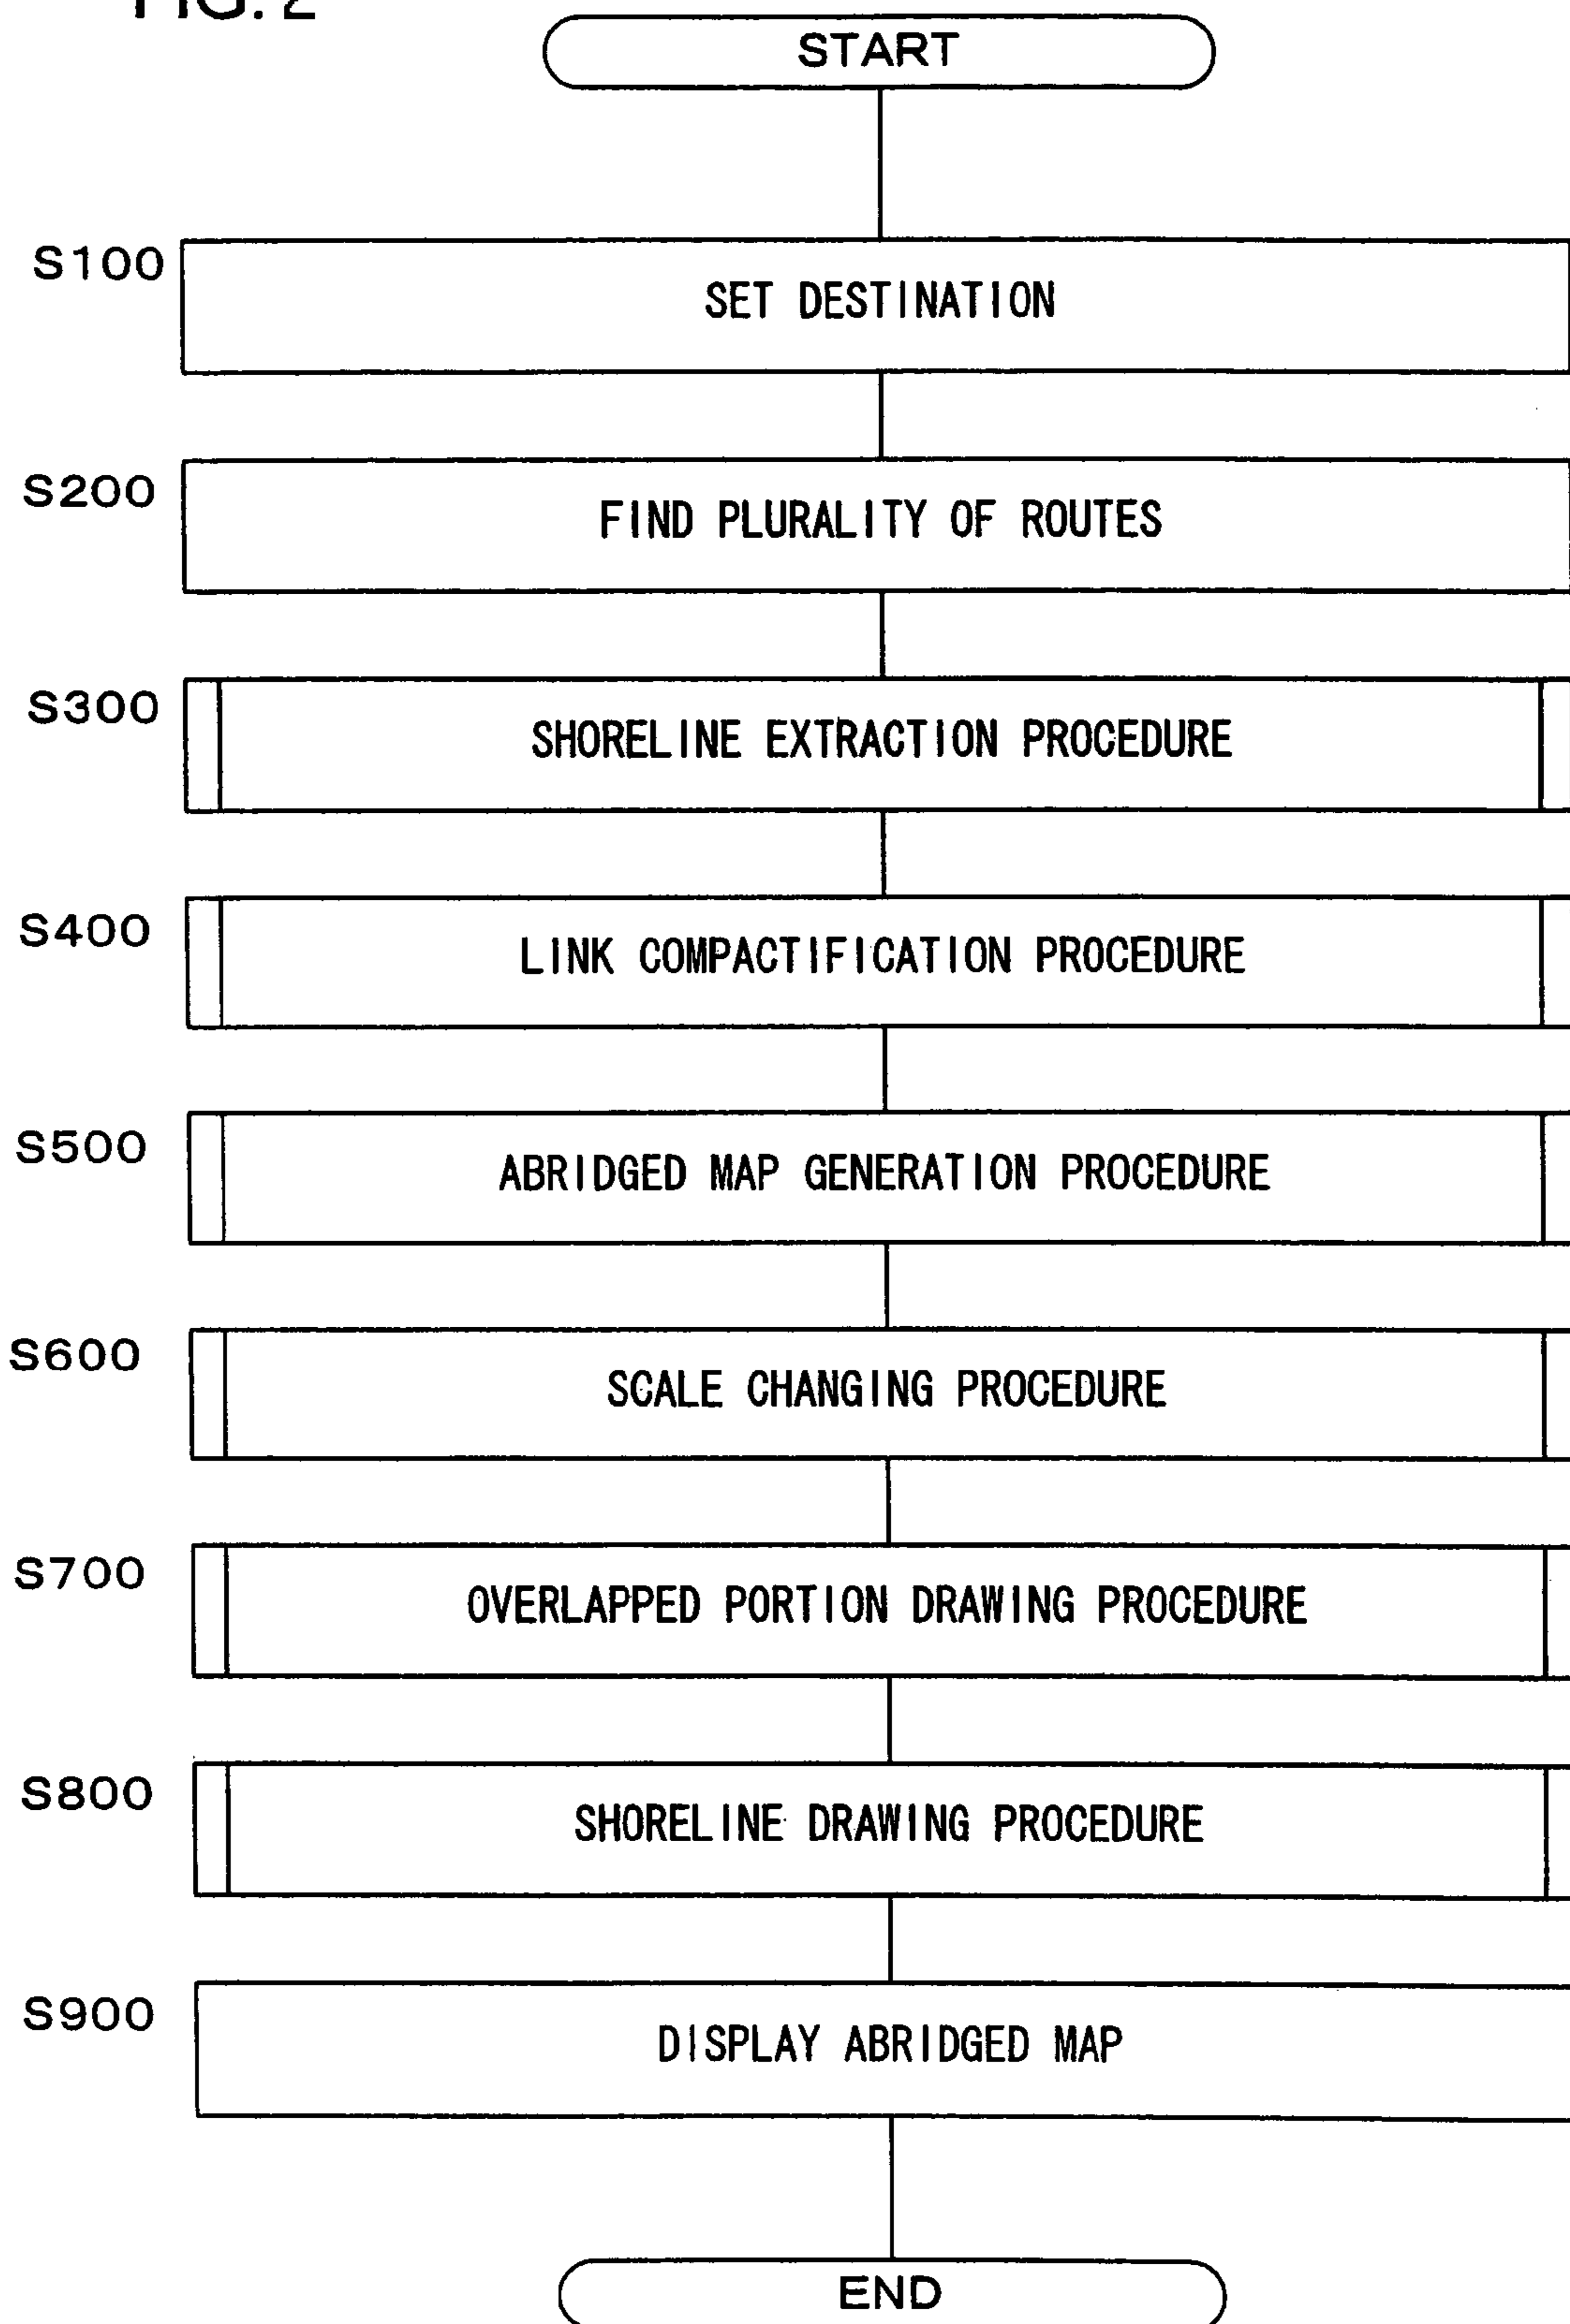 FIG. 2
START
S100
SET DESTINATION
S200
FIND PLURALITY OF ROUTES
S300
SHORELINE EXTRACTION PROCEDURE
S400
LINK COMPACTIFICATION PROCEDURE
S500
ABRIDGED MAP GENERATION PROCEDURE
S600
SCALE CHANGING PROCEDURE
S700
OVERLAPPED PORTION DRAWING PROCEDURE
S800
SHORELINE DRAWING PROCEDURE
S900
DISPLAY ABRIDGED MAP
END